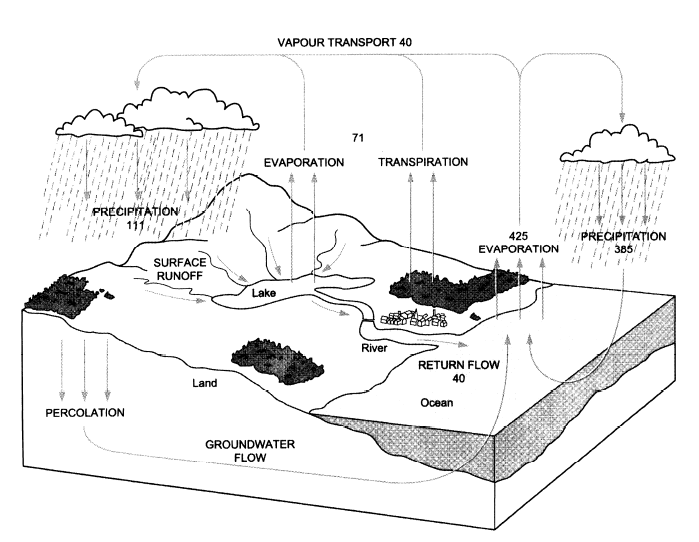 VAPOUR TRANSPORT 40
71
EVAPORATION
TRANSPIRATION
PRECIPITATION
111
425
EVAPORATION
PRECIPITATION
385
SURFACE
RUNOFF
Lake
River
RETURN FLOW
40
Land
Ocean
PERCOLATION
GROUNDWATER
FLOW